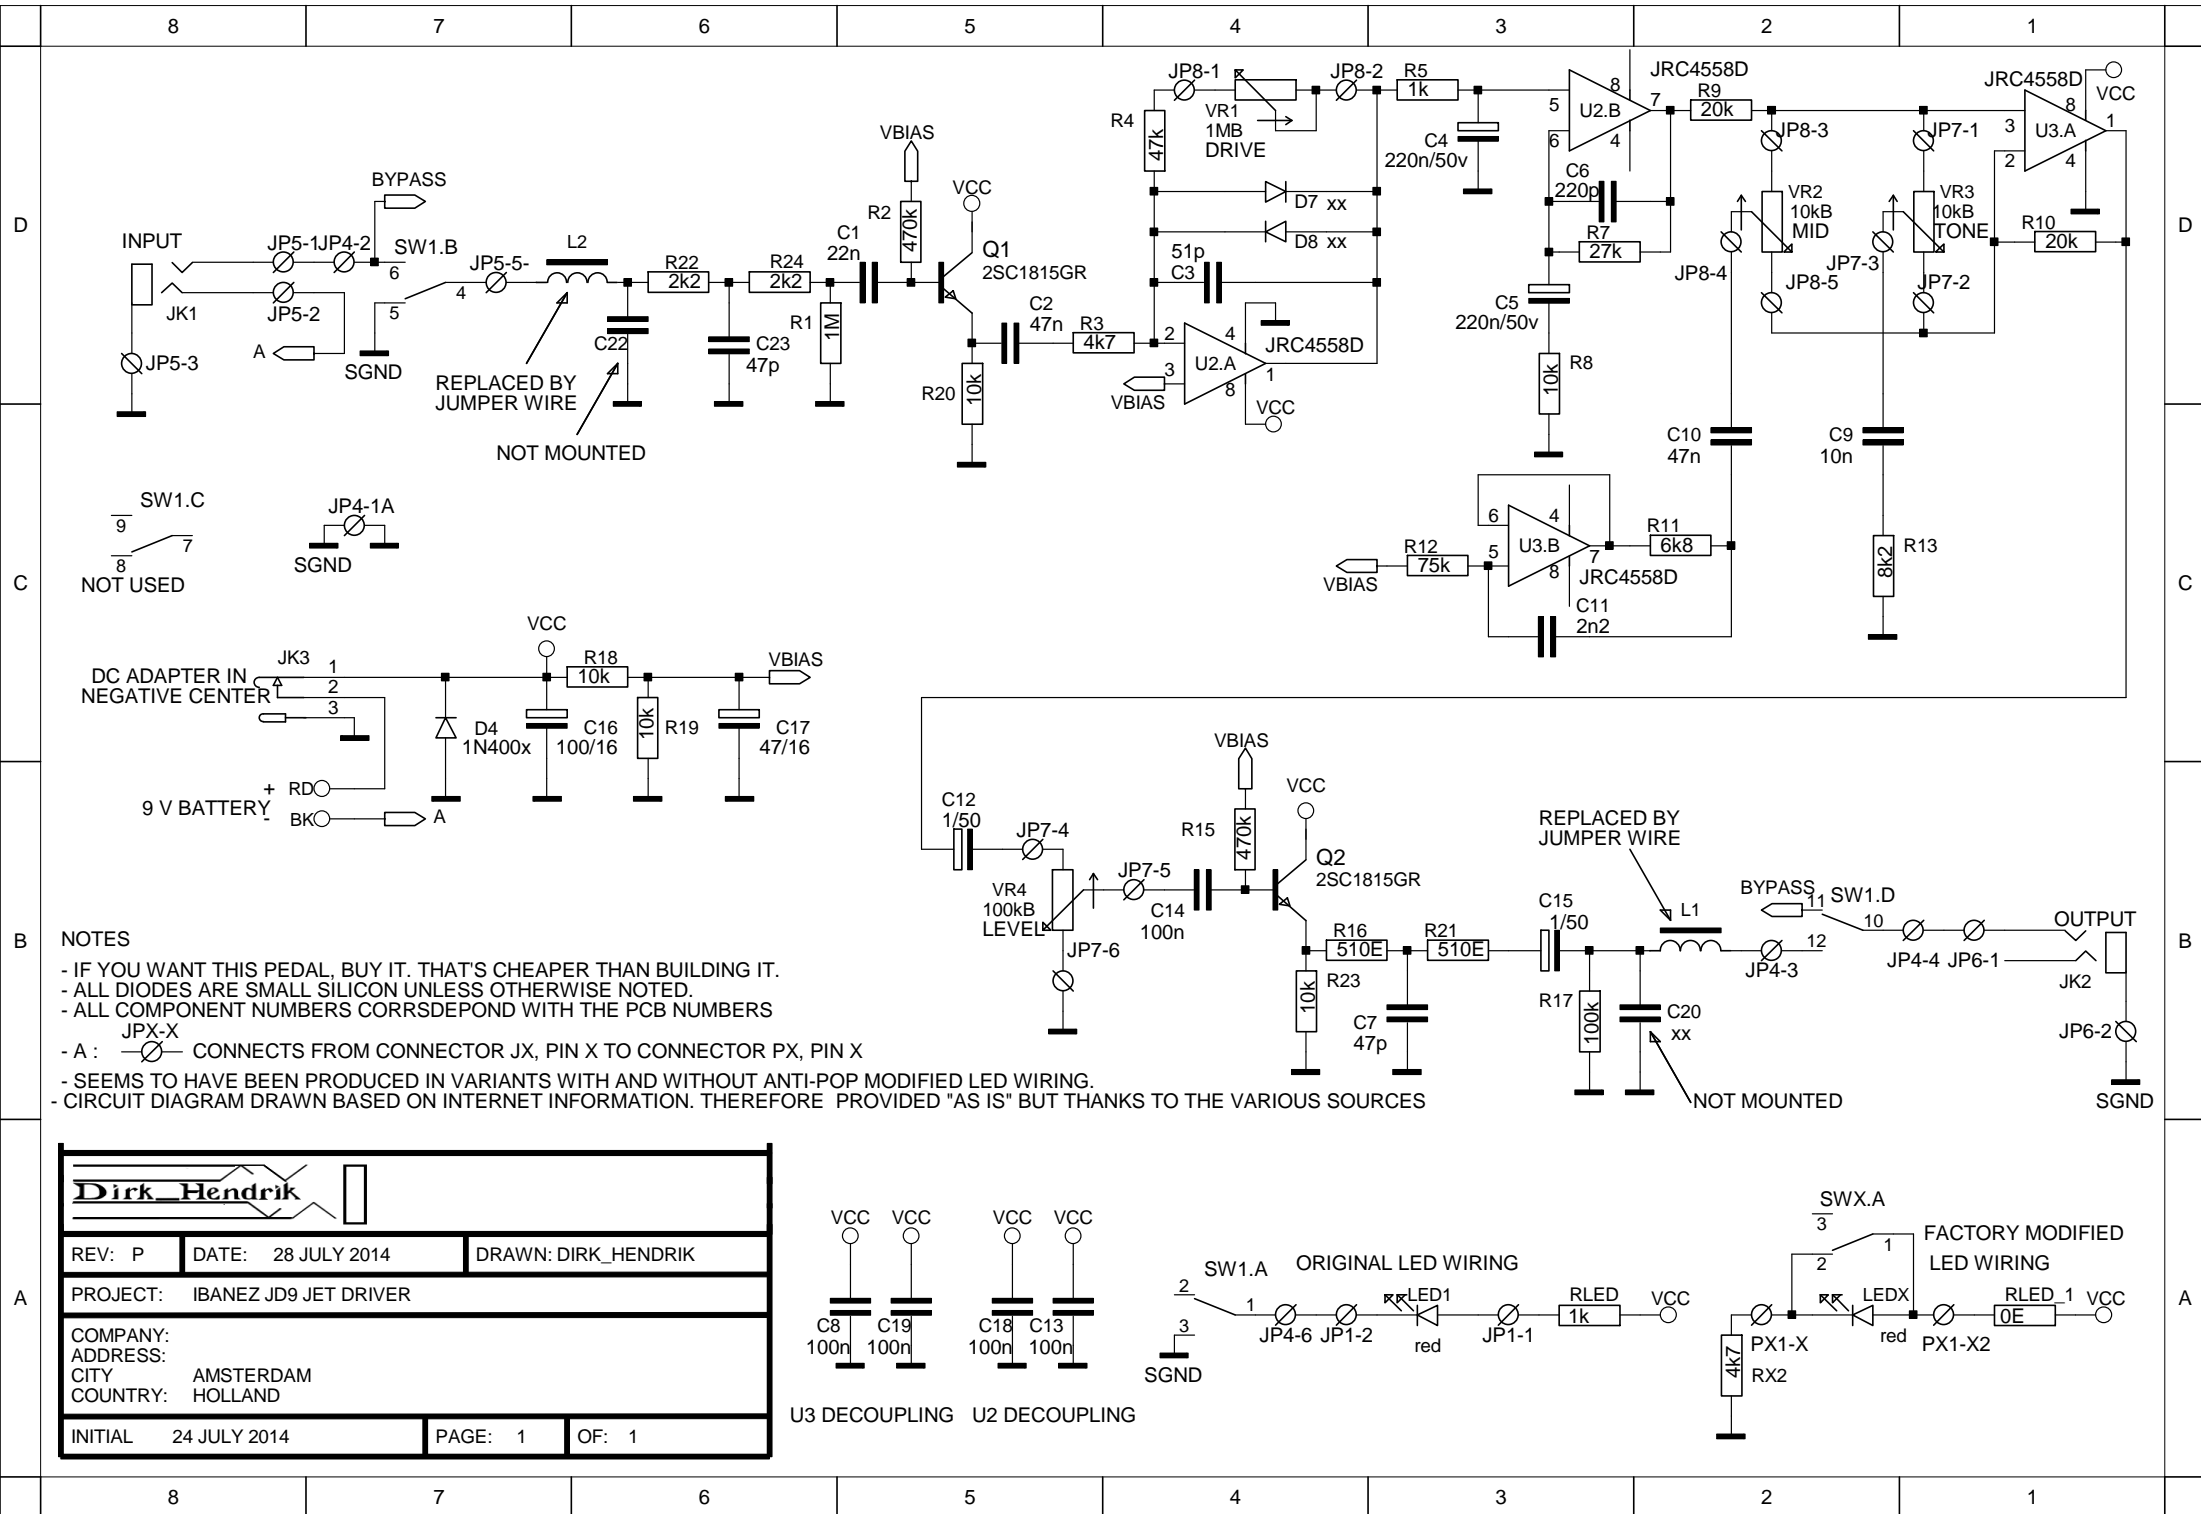 8 7 6 5 4 3 2 1
D
INPUT
JK1
JP5-1
JP4-2
JP5-2
JP5-3
A
BYPASS
SW1.B
6
5
4
SGND
JP5-5-
L2
REPLACED BY
JUMPER WIRE
C22
NOT MOUNTED
R22
2k2
C23
47p
R24
2k2
R1
1M
C1
22n
VBIAS
R2
470k
VCC
Q1
2SC1815GR
R20
10k
C2
47n
R3
4k7
R4
47k
JP8-1
VR1
1MB
DRIVE
JP8-2
D7 xx
D8 xx
51p
C3
2
3
4
8
1
U2.A
JRC4558D
VBIAS
VCC
R5
1k
C4
220n/50v
JRC4558D
5
6
8
4
7
U2.B
C6
220p
R7
27k
C5
220n/50v
R8
10k
R9
20k
JP8-3
VR2
10kB
MID
JP8-4
JP8-5
JP7-1
VR3
10kB
TONE
JP7-3
JP7-2
JRC4558D
VCC
3
2
8
4
1
U3.A
R10
20k
D
C
SW1.C
9
8
7
NOT USED
JP4-1A
SGND
C10
47n
C9
10n
R13
8k2
VBIAS
R12
75k
6
5
4
8
7
U3.B
JRC4558D
R11
6k8
C11
2n2
C
DC ADAPTER IN
NEGATIVE CENTER
JK3
1
2
3
D4
1N400x
VCC
C16
100/16
R18
10k
R19
10k
C17
47/16
VBIAS
9 V BATTERY
+ RD
- BK
A
C12
1/50
JP7-4
VR4
100kB
LEVEL
JP7-5
JP7-6
C14
100n
R15
470k
VBIAS
VCC
Q2
2SC1815GR
R16
510E
R23
10k
R21
510E
C7
47p
C15
1/50
R17
100k
REPLACED BY
JUMPER WIRE
L1
C20
xx
NOT MOUNTED
JP4-3
BYPASS
11
SW1.D
10
12
JP4-4
JP6-1
OUTPUT
JK2
JP6-2
SGND
B
B
NOTES
- IF YOU WANT THIS PEDAL, BUY IT. THAT'S CHEAPER THAN BUILDING IT.
- ALL DIODES ARE SMALL SILICON UNLESS OTHERWISE NOTED.
- ALL COMPONENT NUMBERS CORRSDEPOND WITH THE PCB NUMBERS
JPX-X
- A : CONNECTS FROM CONNECTOR JX, PIN X TO CONNECTOR PX, PIN X
- SEEMS TO HAVE BEEN PRODUCED IN VARIANTS WITH AND WITHOUT ANTI-POP MODIFIED LED WIRING.
- CIRCUIT DIAGRAM DRAWN BASED ON INTERNET INFORMATION. THEREFORE PROVIDED "AS IS" BUT THANKS TO THE VARIOUS SOURCES
A
Dirk_Hendrik
REV: P DATE: 28 JULY 2014 DRAWN: DIRK_HENDRIK
PROJECT: IBANEZ JD9 JET DRIVER
COMPANY:
ADDRESS:
CITY AMSTERDAM
COUNTRY: HOLLAND
INITIAL 24 JULY 2014 PAGE: 1 OF: 1
VCC VCC VCC VCC
C8 C19 C18 C13
100n 100n 100n 100n
U3 DECOUPLING U2 DECOUPLING
SW1.A
2
1
3
SGND
ORIGINAL LED WIRING
JP4-6 JP1-2
LED1
red
JP1-1
RLED
1k
VCC
SWX.A
3
1
2
FACTORY MODIFIED
LED WIRING
LEDX
red
RLED_1
0E
VCC
PX1-X
PX1-X2
4k7
RX2
A
8 7 6 5 4 3 2 1